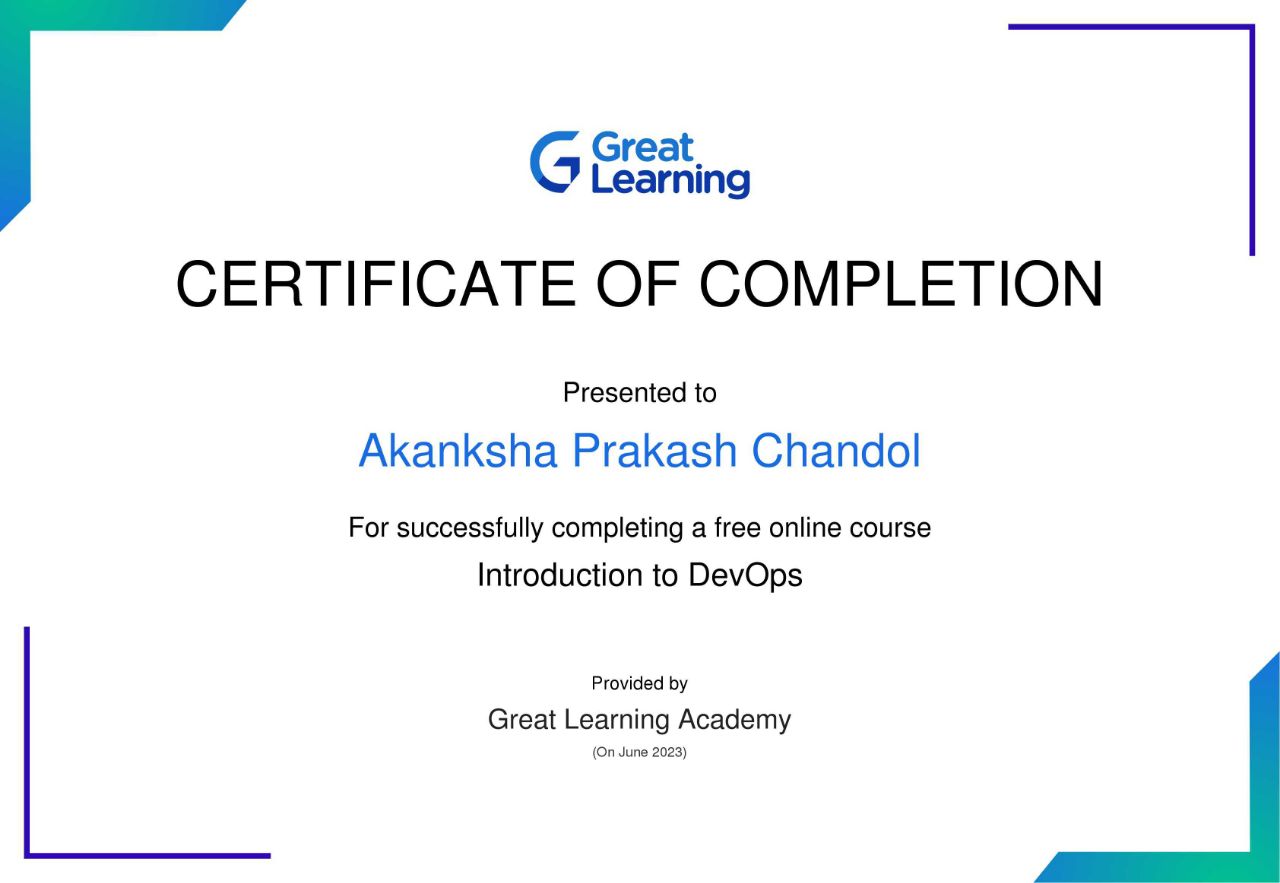 Great
Learning
CERTIFICATE OF COMPLETION
Presented to
Akanksha Prakash Chandol
For successfully completing a free online course
Introduction to DevOps
Provided by
Great Learning Academy
(On June 2023)